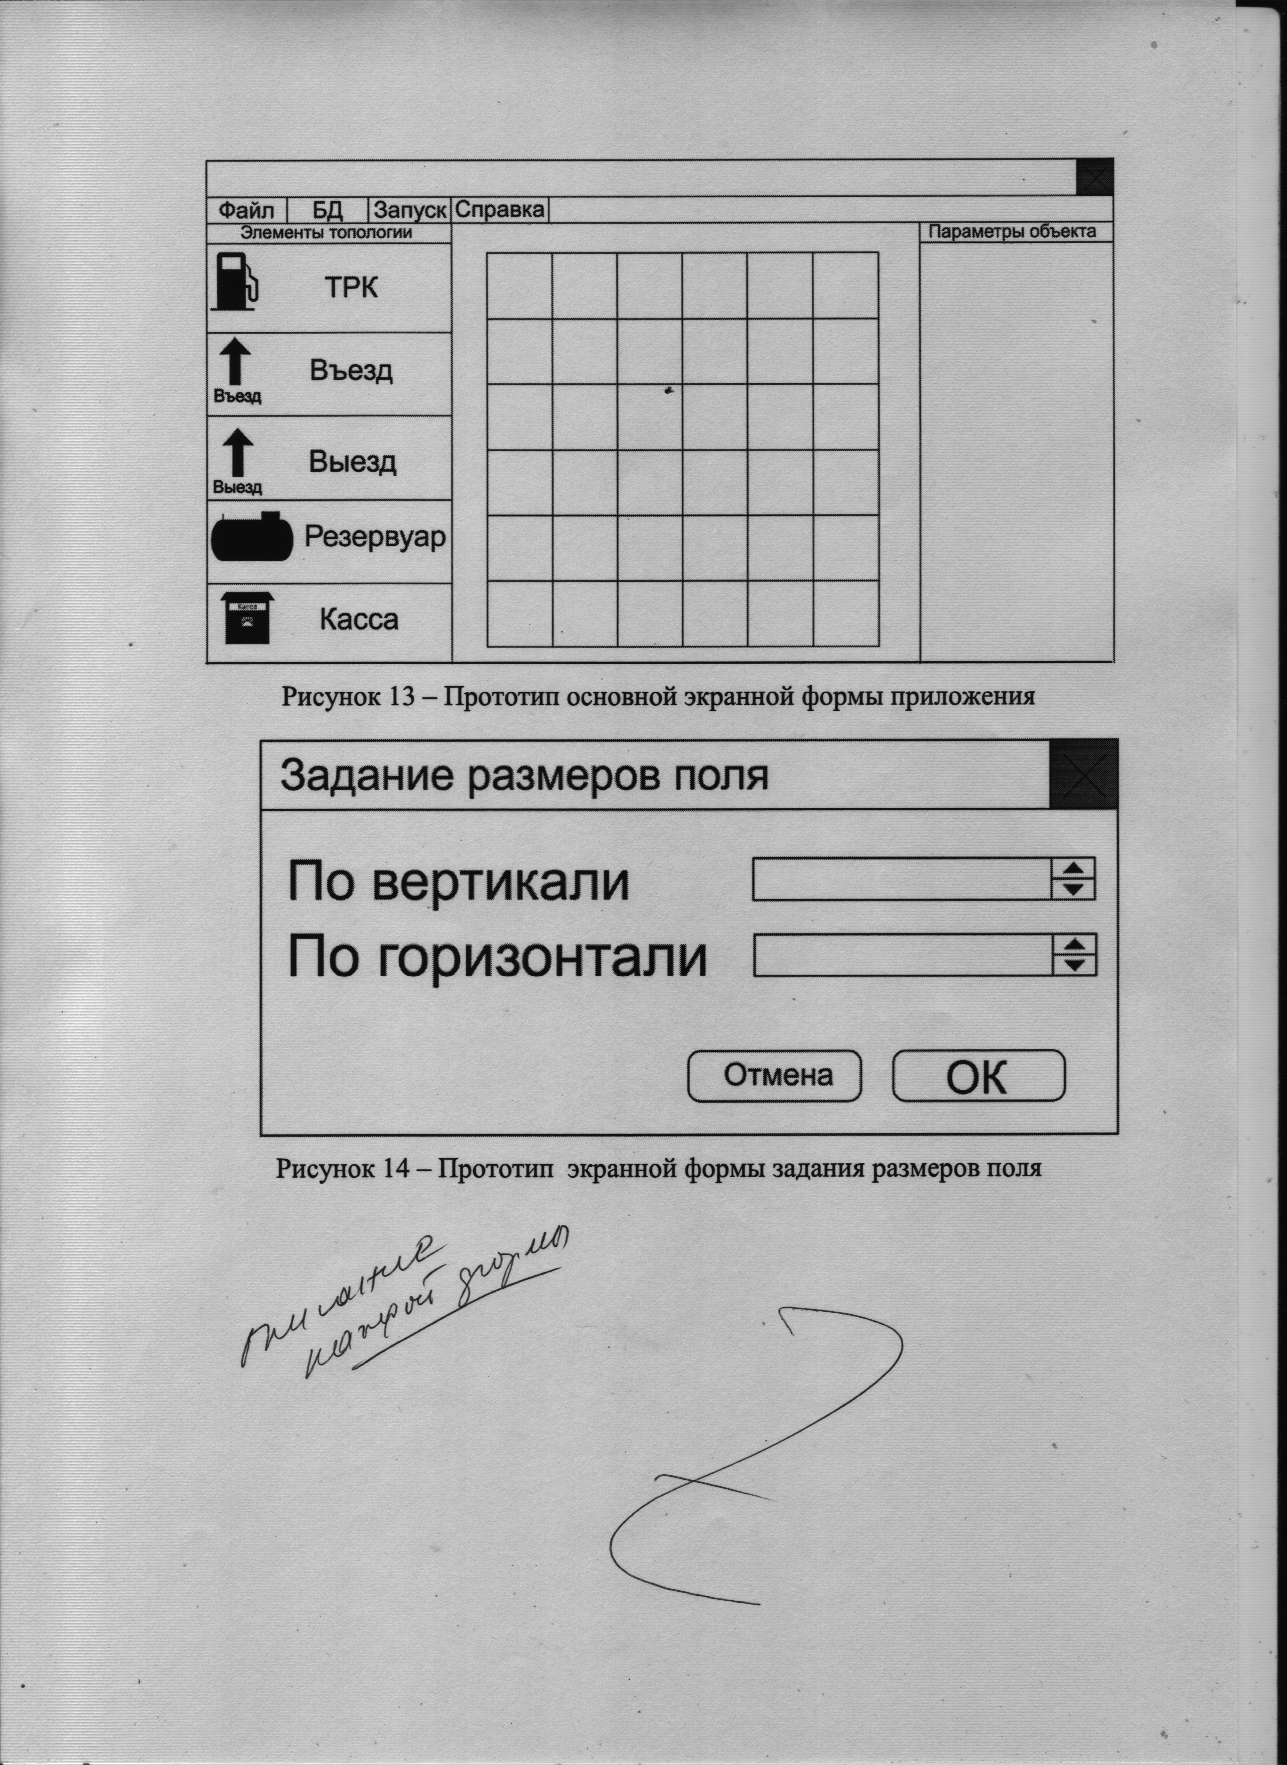 Файл БД Запуск Справка
Элементы топологии
Параметры объекта
ТРК
Въезд
Въезд
Выезд
Выезд
Резервуар
Касса
Касса
Рисунок 13 – Прототип основной экранной формы приложения
Задание размеров поля
По вертикали
По горизонтали
Отмена ОК
Рисунок 14 – Прототип экранной формы задания размеров поля
формы